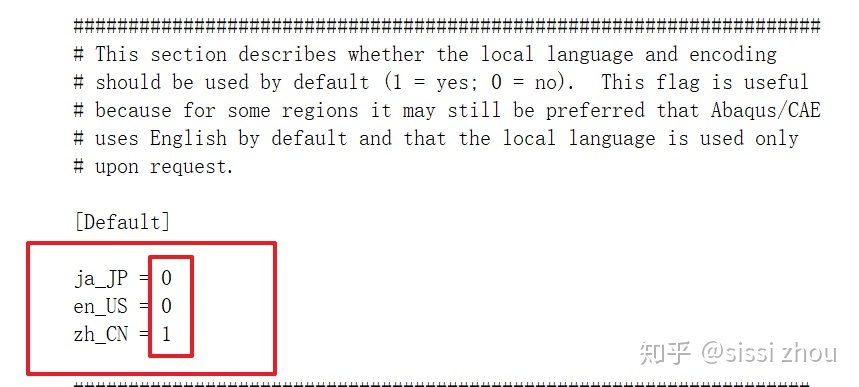 ####################################################################
# This section describes whether the local language and encoding
# should be used by default (1 = yes; 0 = no).  This flag is useful
# because for some regions it may still be preferred that Abaqus/CAE
# uses English by default and that the local language is used only
# upon request.
[Default]
ja_JP = 0
en_US = 0
zh_CN = 1
知乎 @sissi zhou
###################################################################